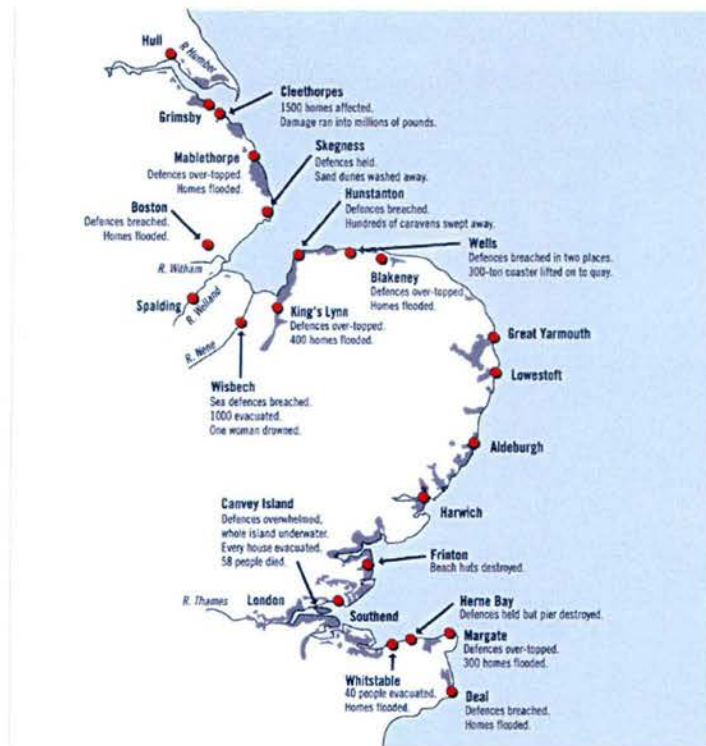 Hull
R Humber
Cleethorpes
1500 homes affected.
Damage ran into millions of pounds.
Grimsby
Skegness
Defences held.
Sand dunes washed away.
Mablethorpe
Defences over-topped
Homes flooded.
Hunstanton
Defences breached.
Hundreds of caravans swept away.
Boston
Defences breached.
Homes flooded.
Wells
Defences breached in two places.
300-ton coaster lifted on to quay.
R. Witham
Blakeney
Defences over-topped
Homes flooded.
Spalding
R. Welland
King's Lynn
Defences over-topped.
400 homes flooded.
R. Nene
Great Yarmouth
Lowestoft
Wisbech
Sea defences breached.
1000 evacuated.
One woman drowned.
Aldeburgh
Canvey Island
Defences overwhelmed,
whole island underwater.
Every house evacuated.
58 people died.
Harwich
Frinton
Beach huts destroyed.
R. Thames
London
Southend
Herne Bay
Defences held but pier destroyed.
Margate
Defences over-topped.
300 homes flooded.
Whitstable
40 people evacuated.
Homes flooded.
Deal
Defences breached.
Homes flooded.